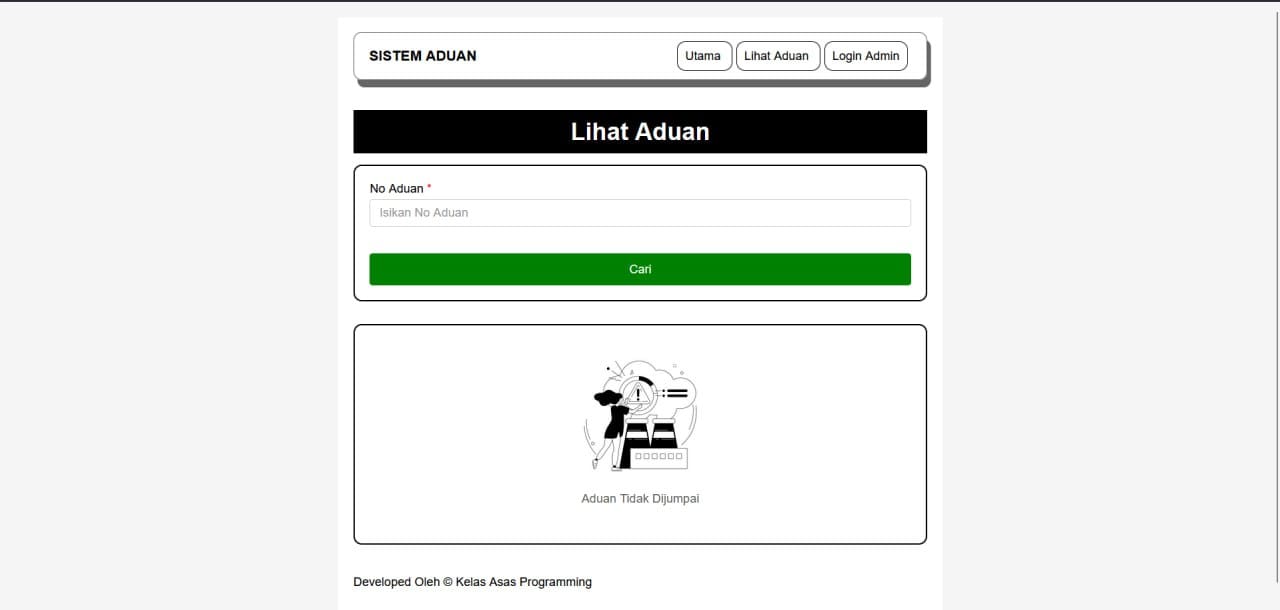 SISTEM ADUAN
Utama
Lihat Aduan
Login Admin
Lihat Aduan
No Aduan *
Isikan No Aduan
Cari
Aduan Tidak Dijumpai
Developed Oleh © Kelas Asas Programming